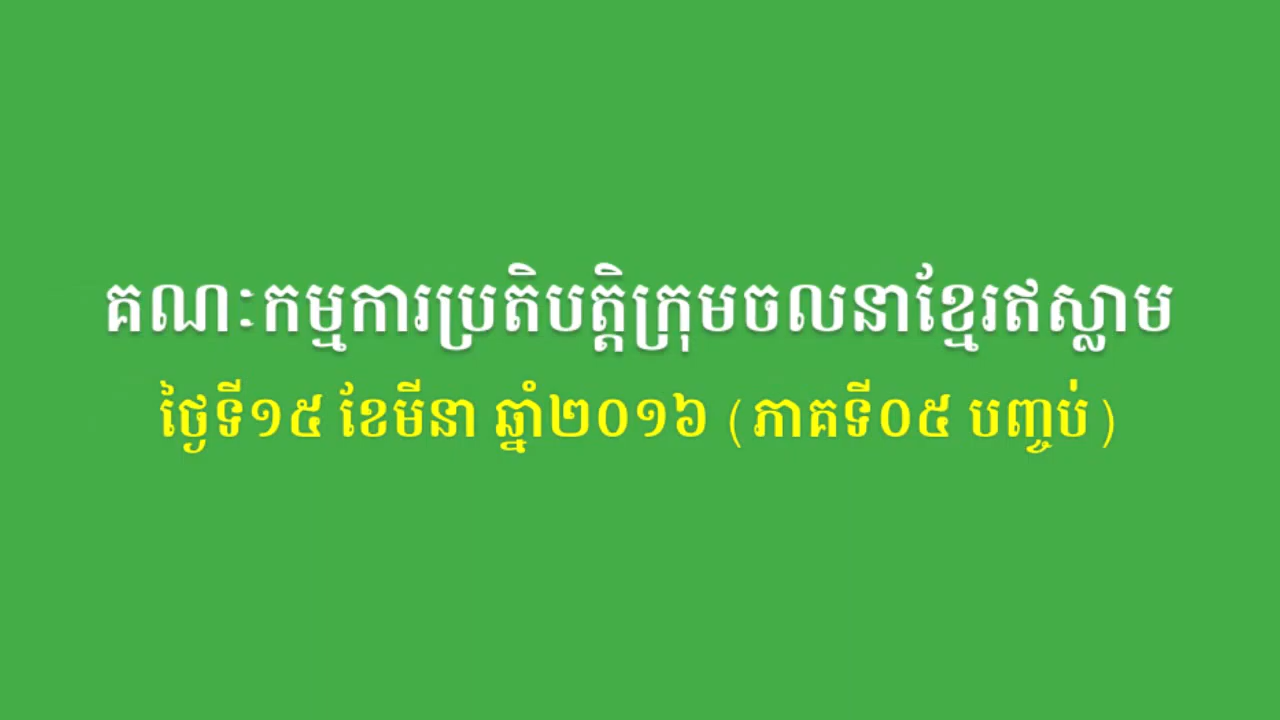 គណៈកម្មការប្រតិបត្តិក្រុមចលនាខ្មែរឥស្លាម
ថ្ងៃទី១៥ ខែមីនា ឆ្នាំ២០១៦ (ភាគទី០៥ បញ្ចប់)